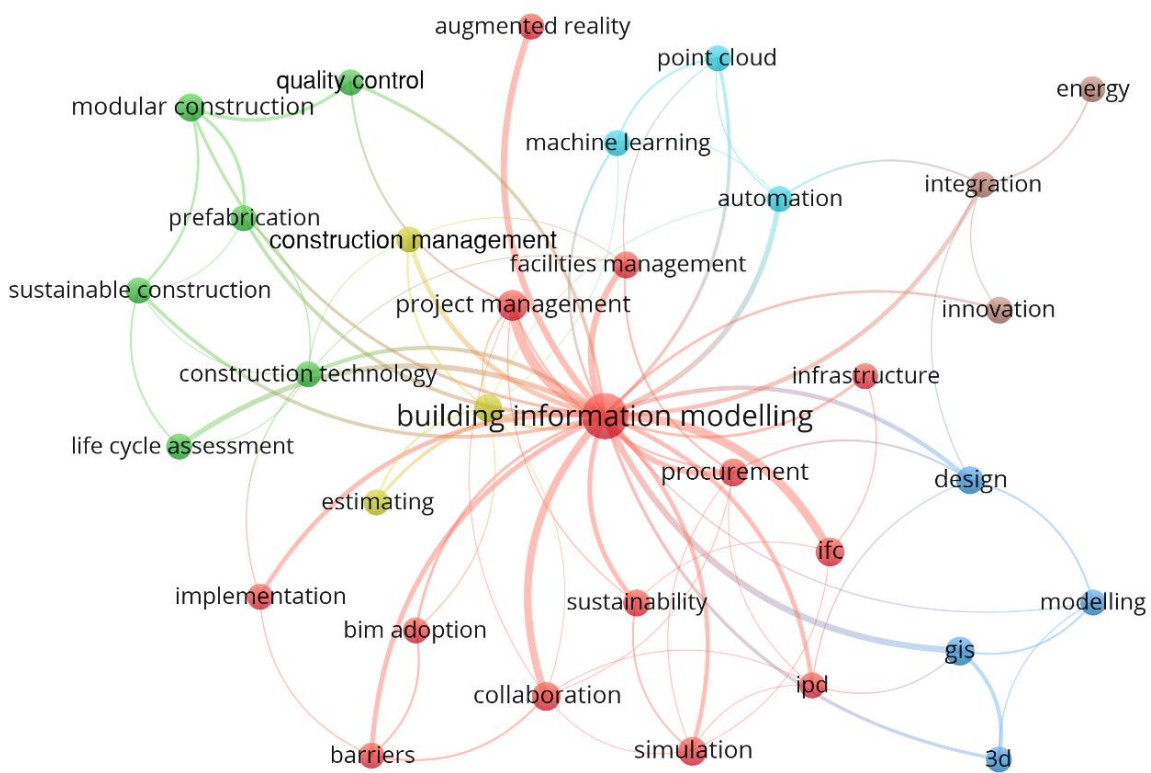 augmented reality
point cloud
quality control
energy
modular construction
machine learning
integration
automation
prefabrication
construction management
facilities management
sustainable construction
project management
innovation
construction technology
infrastructure
building information modelling
life cycle assessment
procurement
design
estimating
ifc
implementation
sustainability
modelling
bim adoption
gis
collaboration
ipd
barriers
simulation
3d